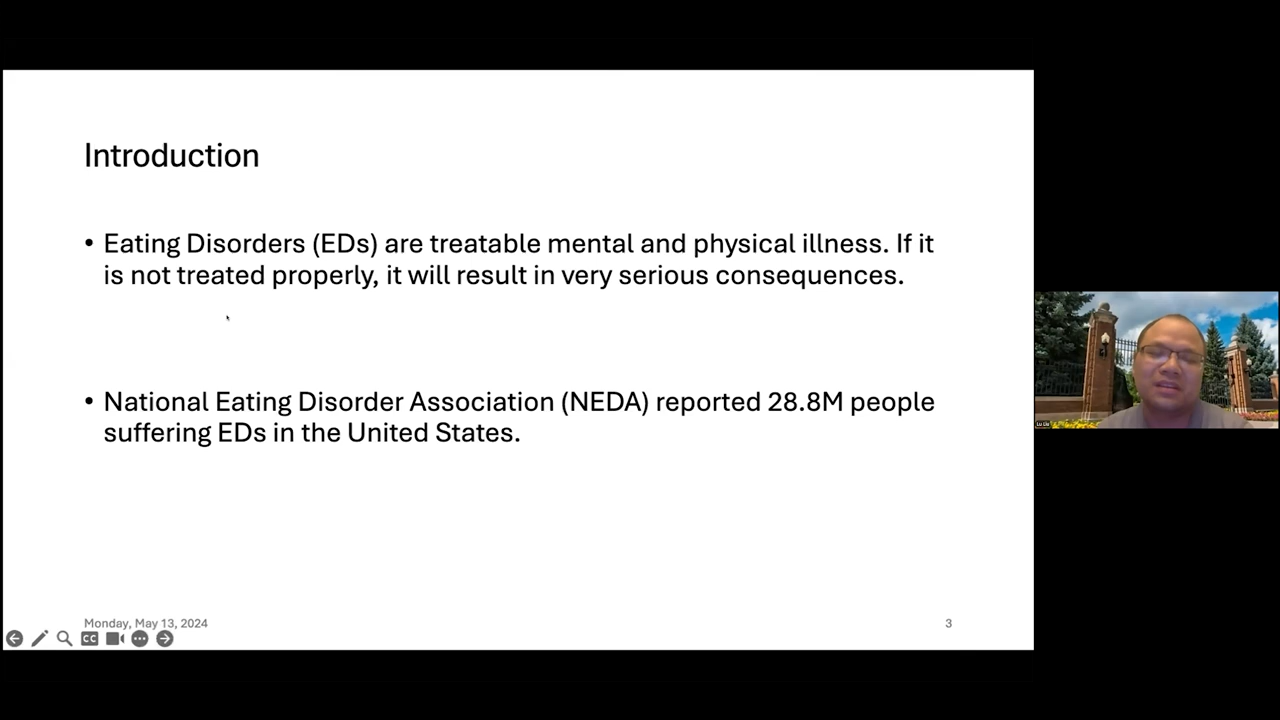 Introduction
• Eating Disorders (EDs) are treatable mental and physical illness. If it
is not treated properly, it will result in very serious consequences.
• National Eating Disorder Association (NEDA) reported 28.8M people
suffering EDs in the United States.
Monday, May 13, 2024
3
CC